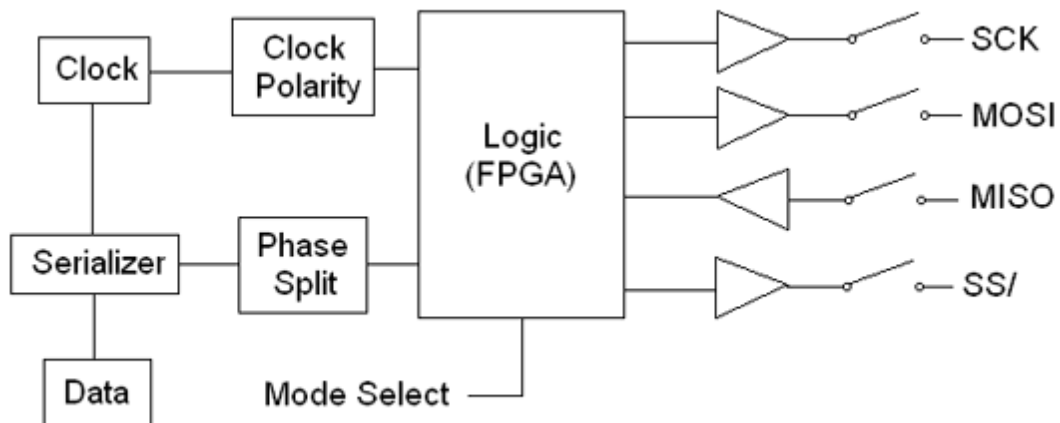 Clock
Clock
Polarity
Logic
(FPGA)
SCK
MOSI
MISO
SS/
Serializer
Phase
Split
Data
Mode Select